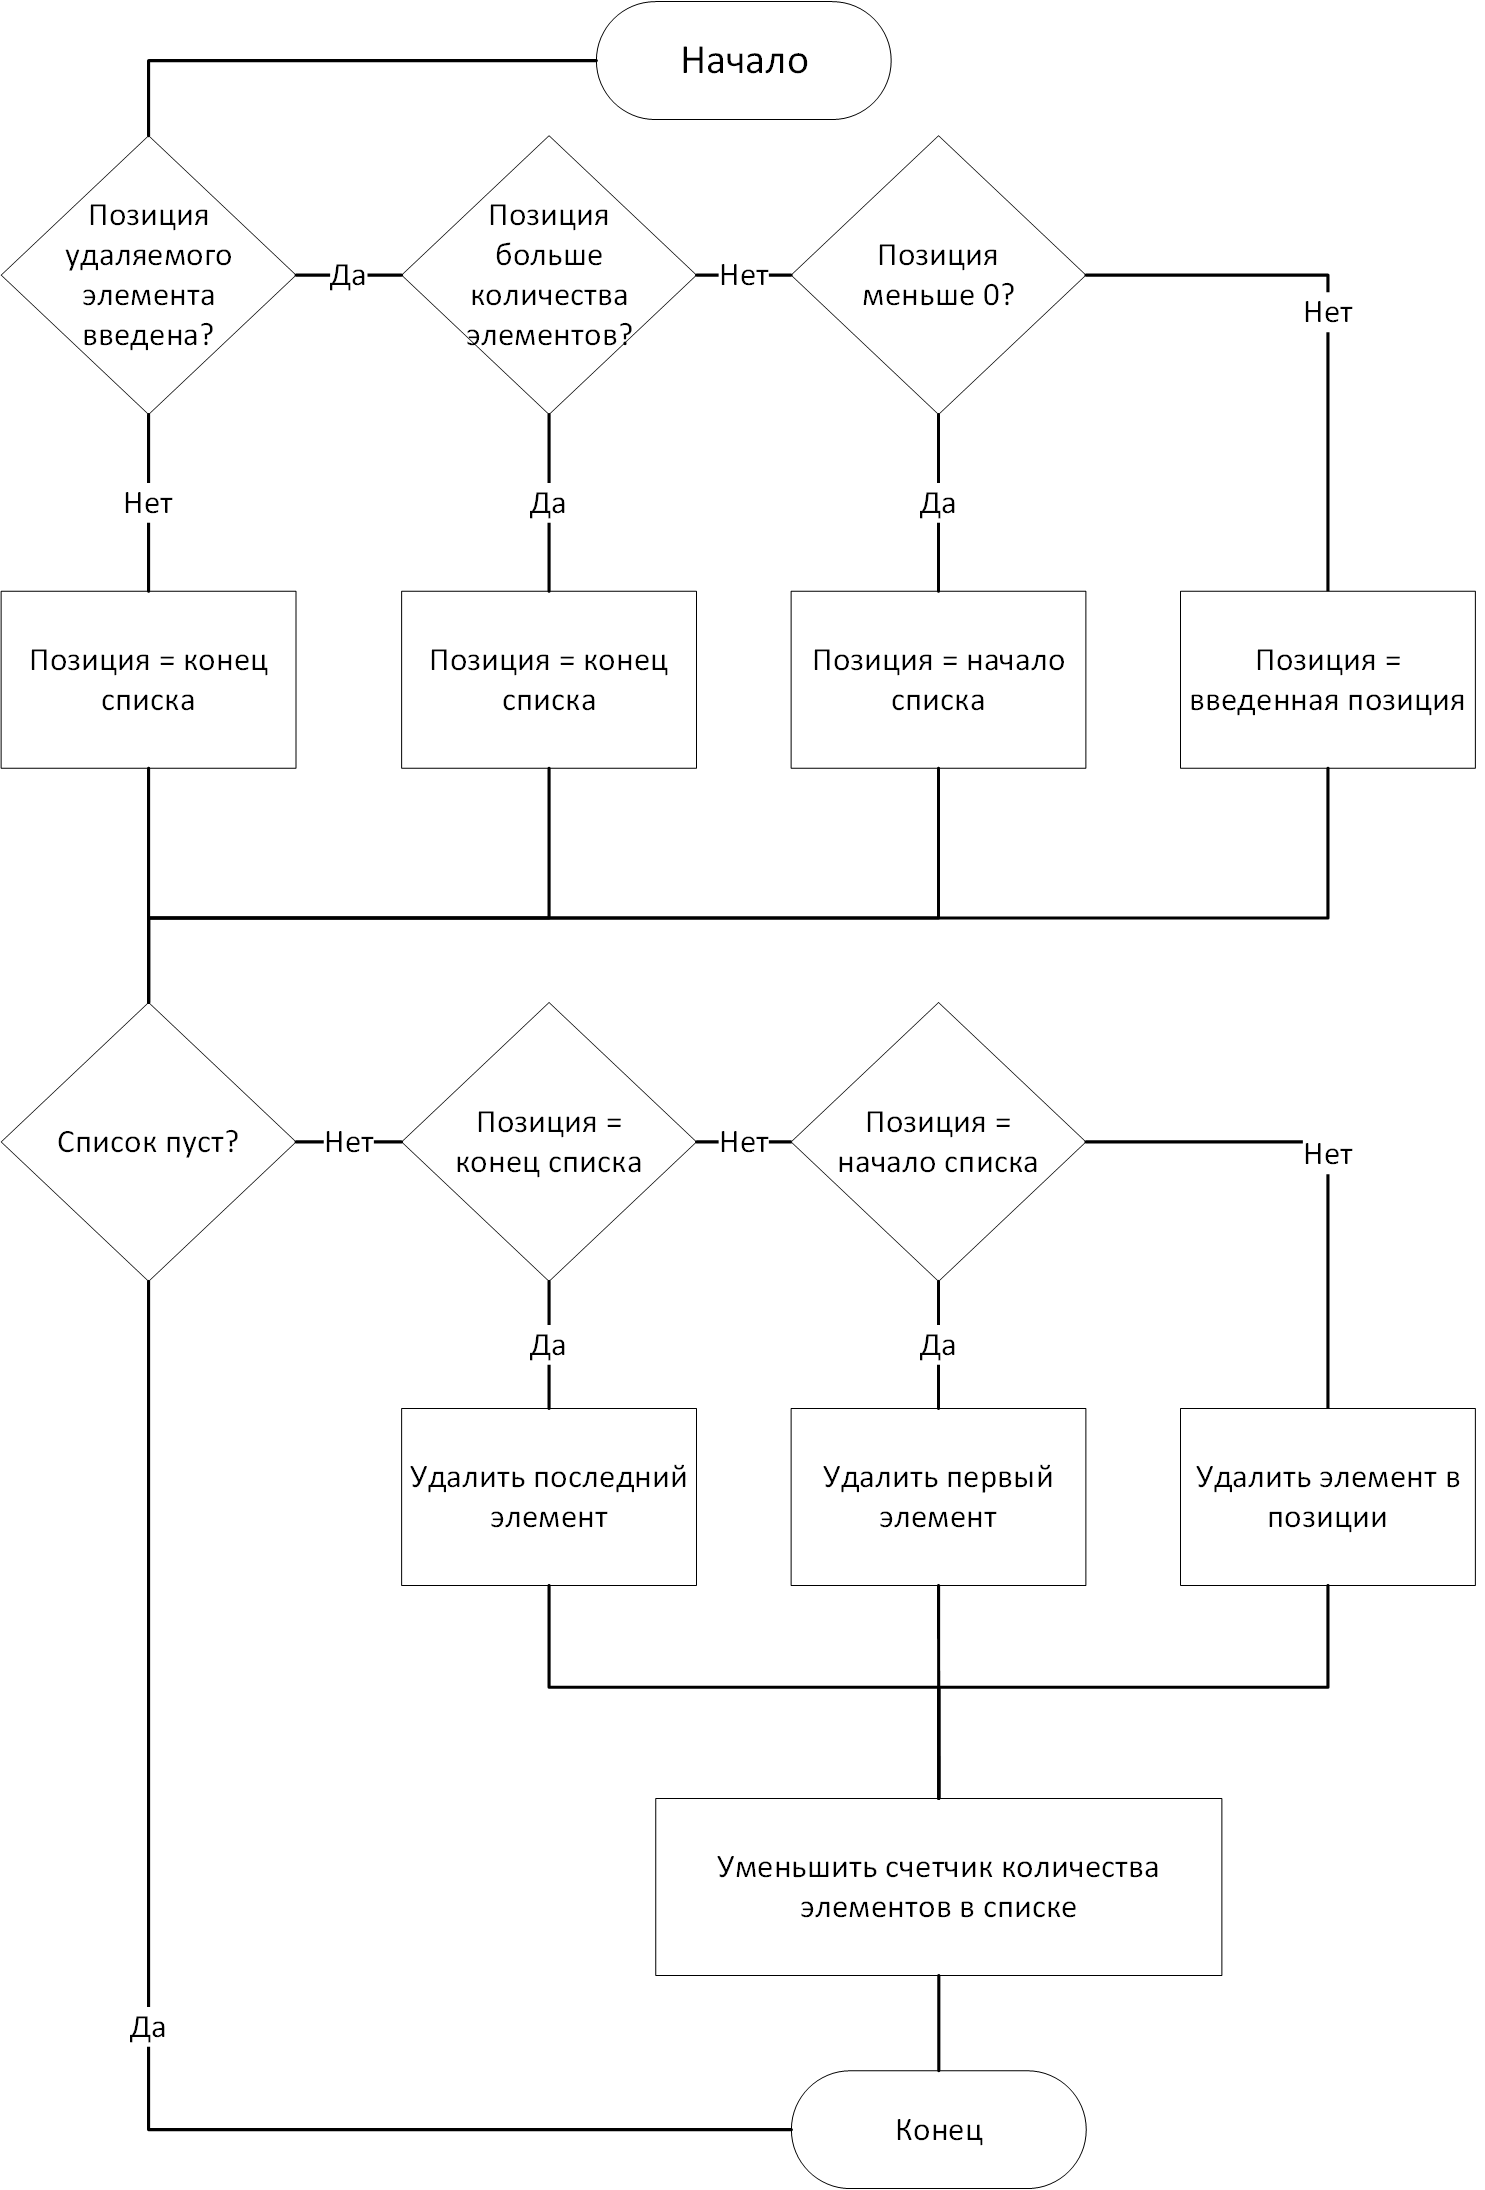 Начало
Позиция
удаляемого
элемента
введена?
Да
Позиция
больше
количества
элементов?
Нет
Позиция
меньше 0?
Нет
Нет
Да
Да
Позиция = конец
списка
Позиция = конец
списка
Позиция = начало
списка
Позиция =
введенная позиция
Список пуст?
Нет
Позиция =
конец списка
Нет
Позиция =
начало списка
Нет
Да
Да
Удалить последний
элемент
Удалить первый
элемент
Удалить элемент в
позиции
Уменьшить счетчик количества
элементов в списке
Да
Конец